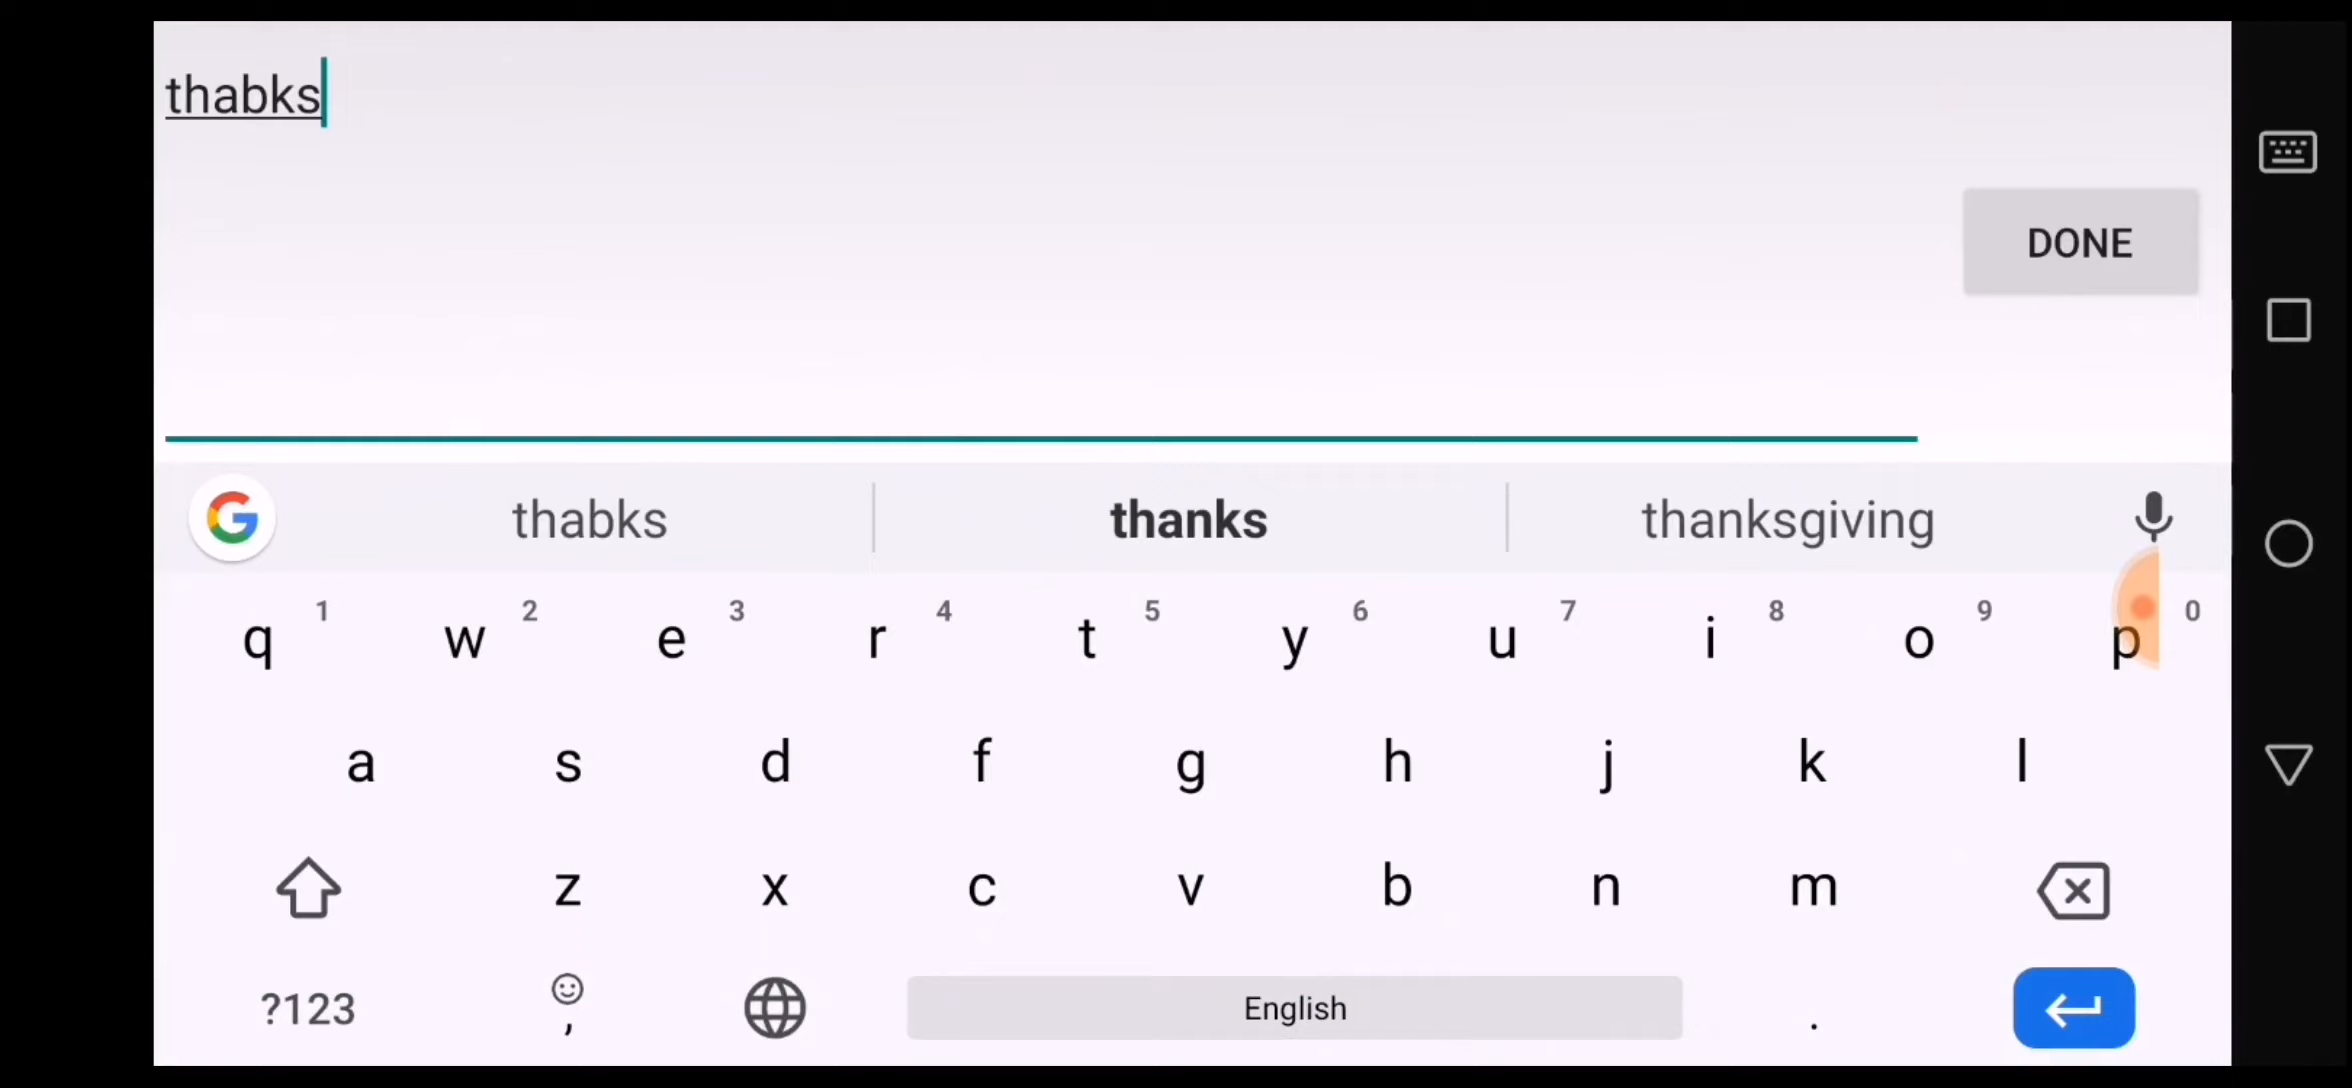 thabks
DONE
thabks thanks thanksgiving
q 1 w 2 e 3 r 4 t 5 y 6 u 7 i 8 o 9 p 0
a s d f g h j k l
z x c v b n m
?123 , English .